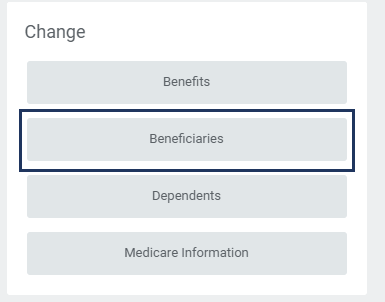 Change
Benefits
Beneficiaries
Dependents
Medicare Information